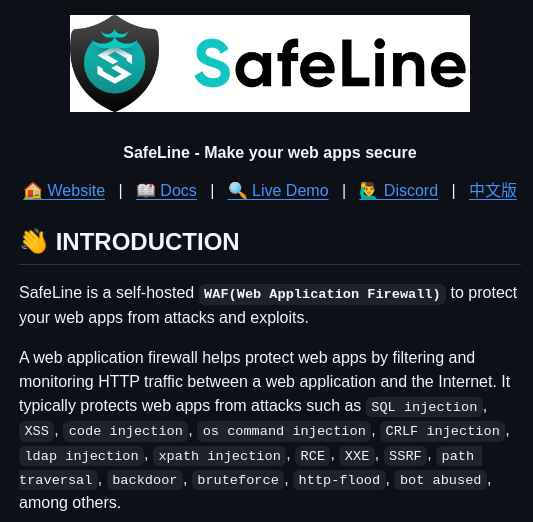 SafeLine
SafeLine - Make your web apps secure
🏠 Website | 📖 Docs | 🔍 Live Demo | 🙋‍♂️ Discord | 中文版
👋 INTRODUCTION
SafeLine is a self-hosted WAF(Web Application Firewall) to protect
your web apps from attacks and exploits.
A web application firewall helps protect web apps by filtering and
monitoring HTTP traffic between a web application and the Internet. It
typically protects web apps from attacks such as SQL injection,
XSS, code injection, os command injection, CRLF injection,
ldap injection, xpath injection, RCE, XXE, SSRF, path
traversal, backdoor, bruteforce, http-flood, bot abused,
among others.